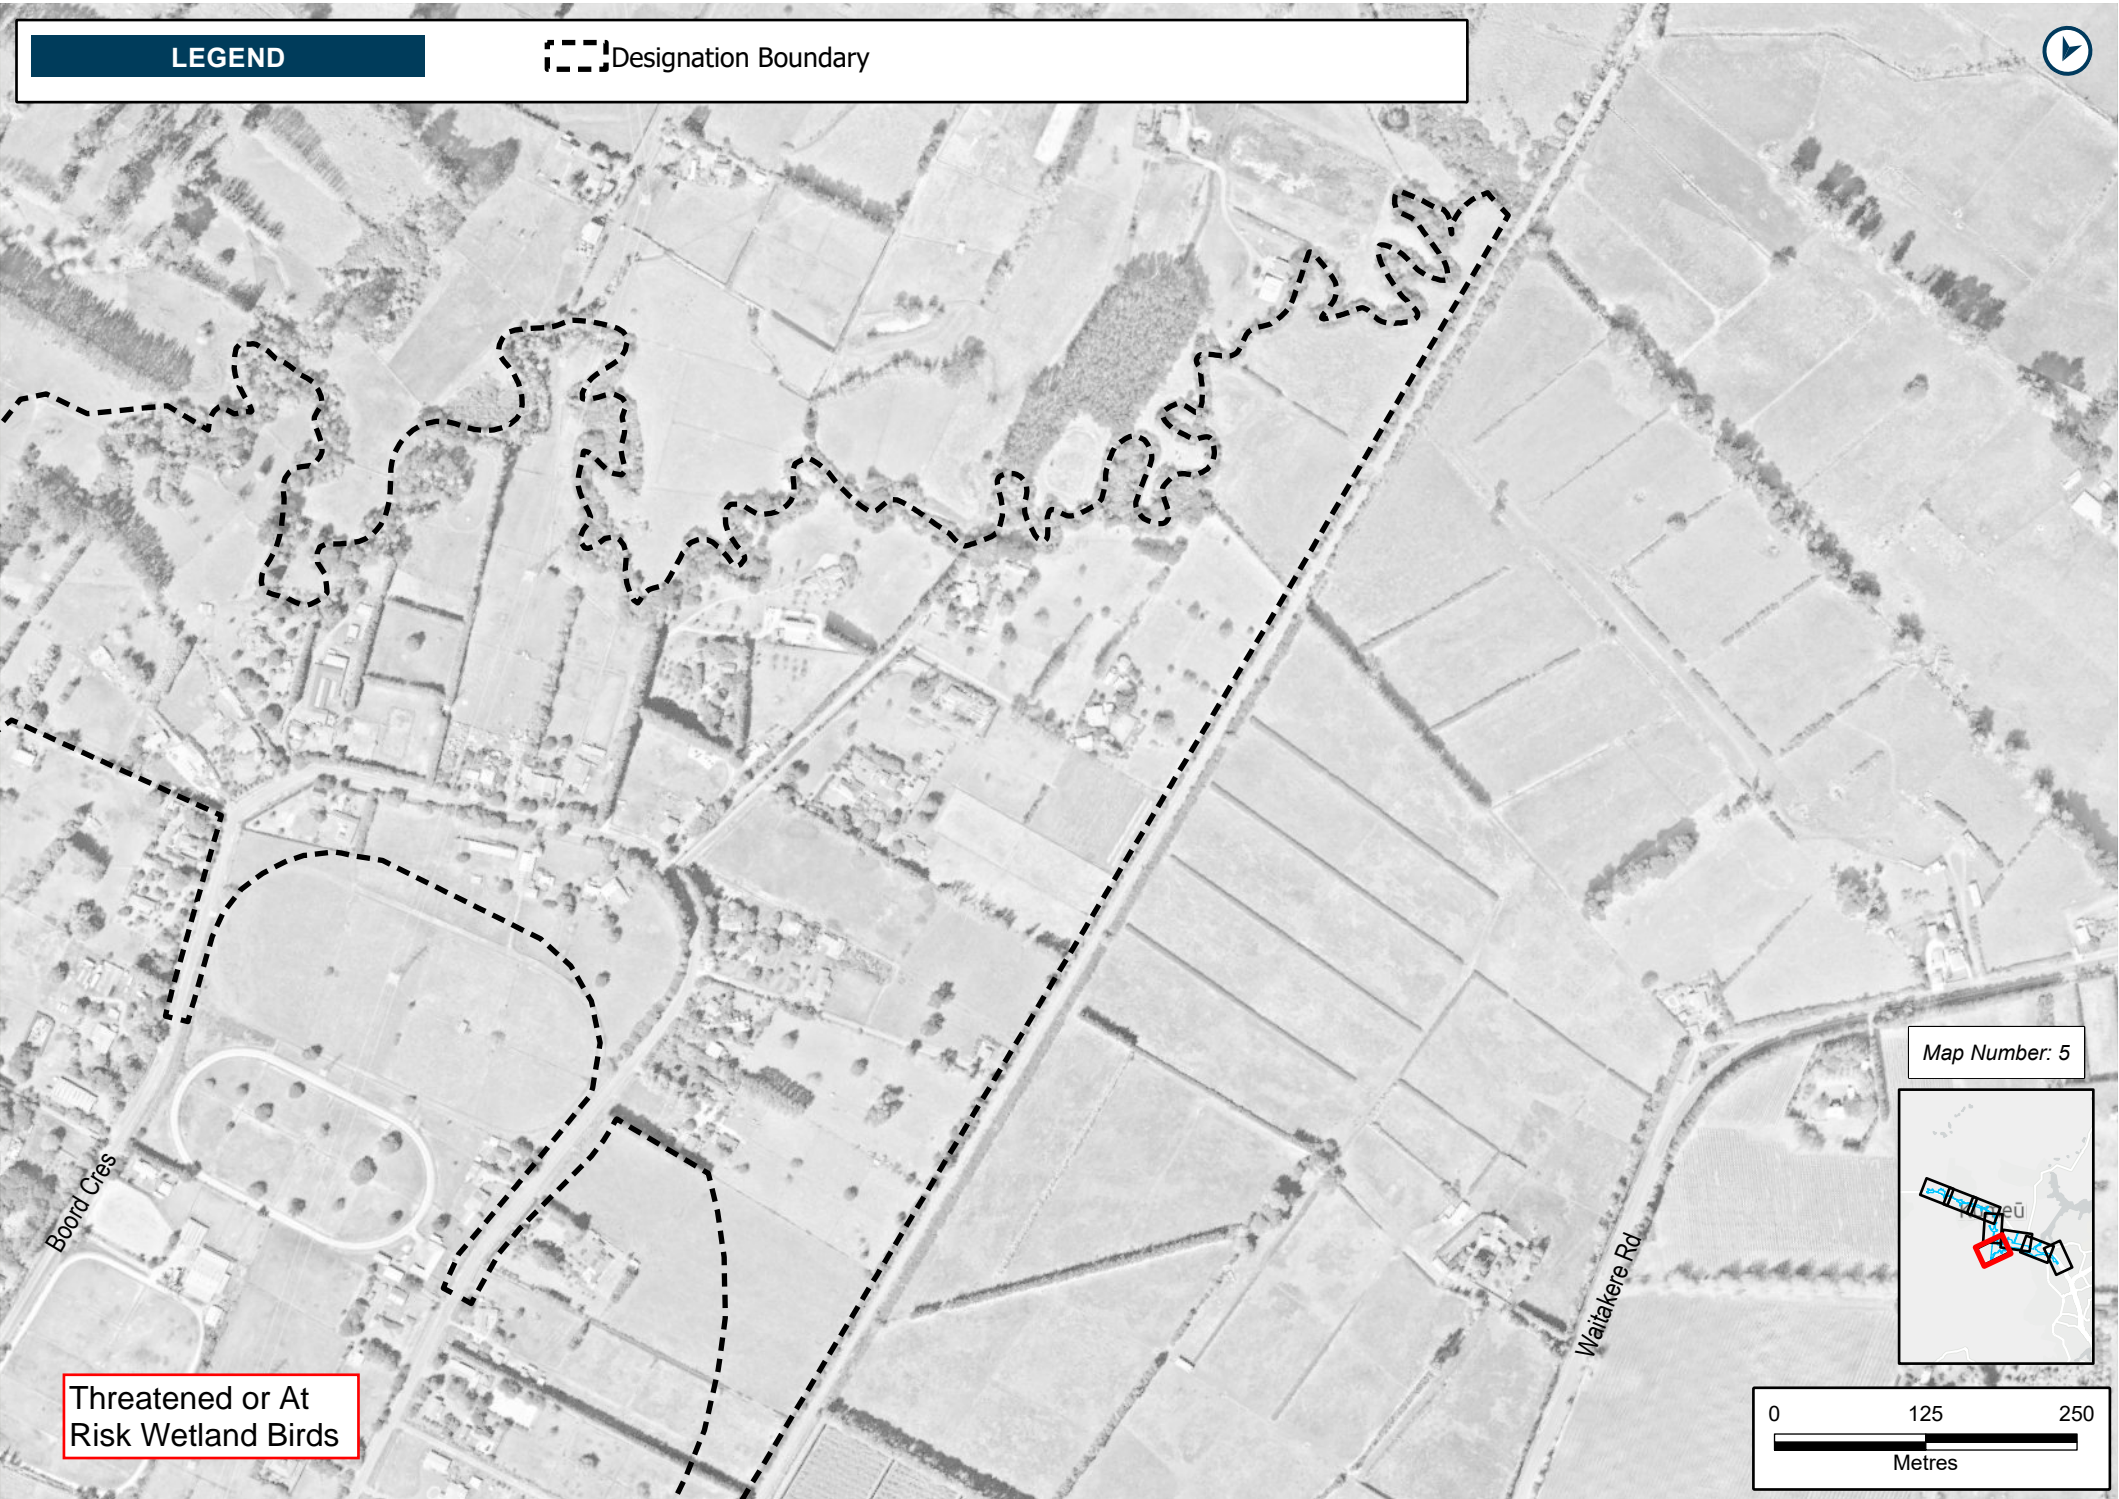 LEGEND
Designation Boundary
Map Number: 5
Boord Cres
Waitakere Rd
Threatened or At
Risk Wetland Birds
0 125 250
Metres